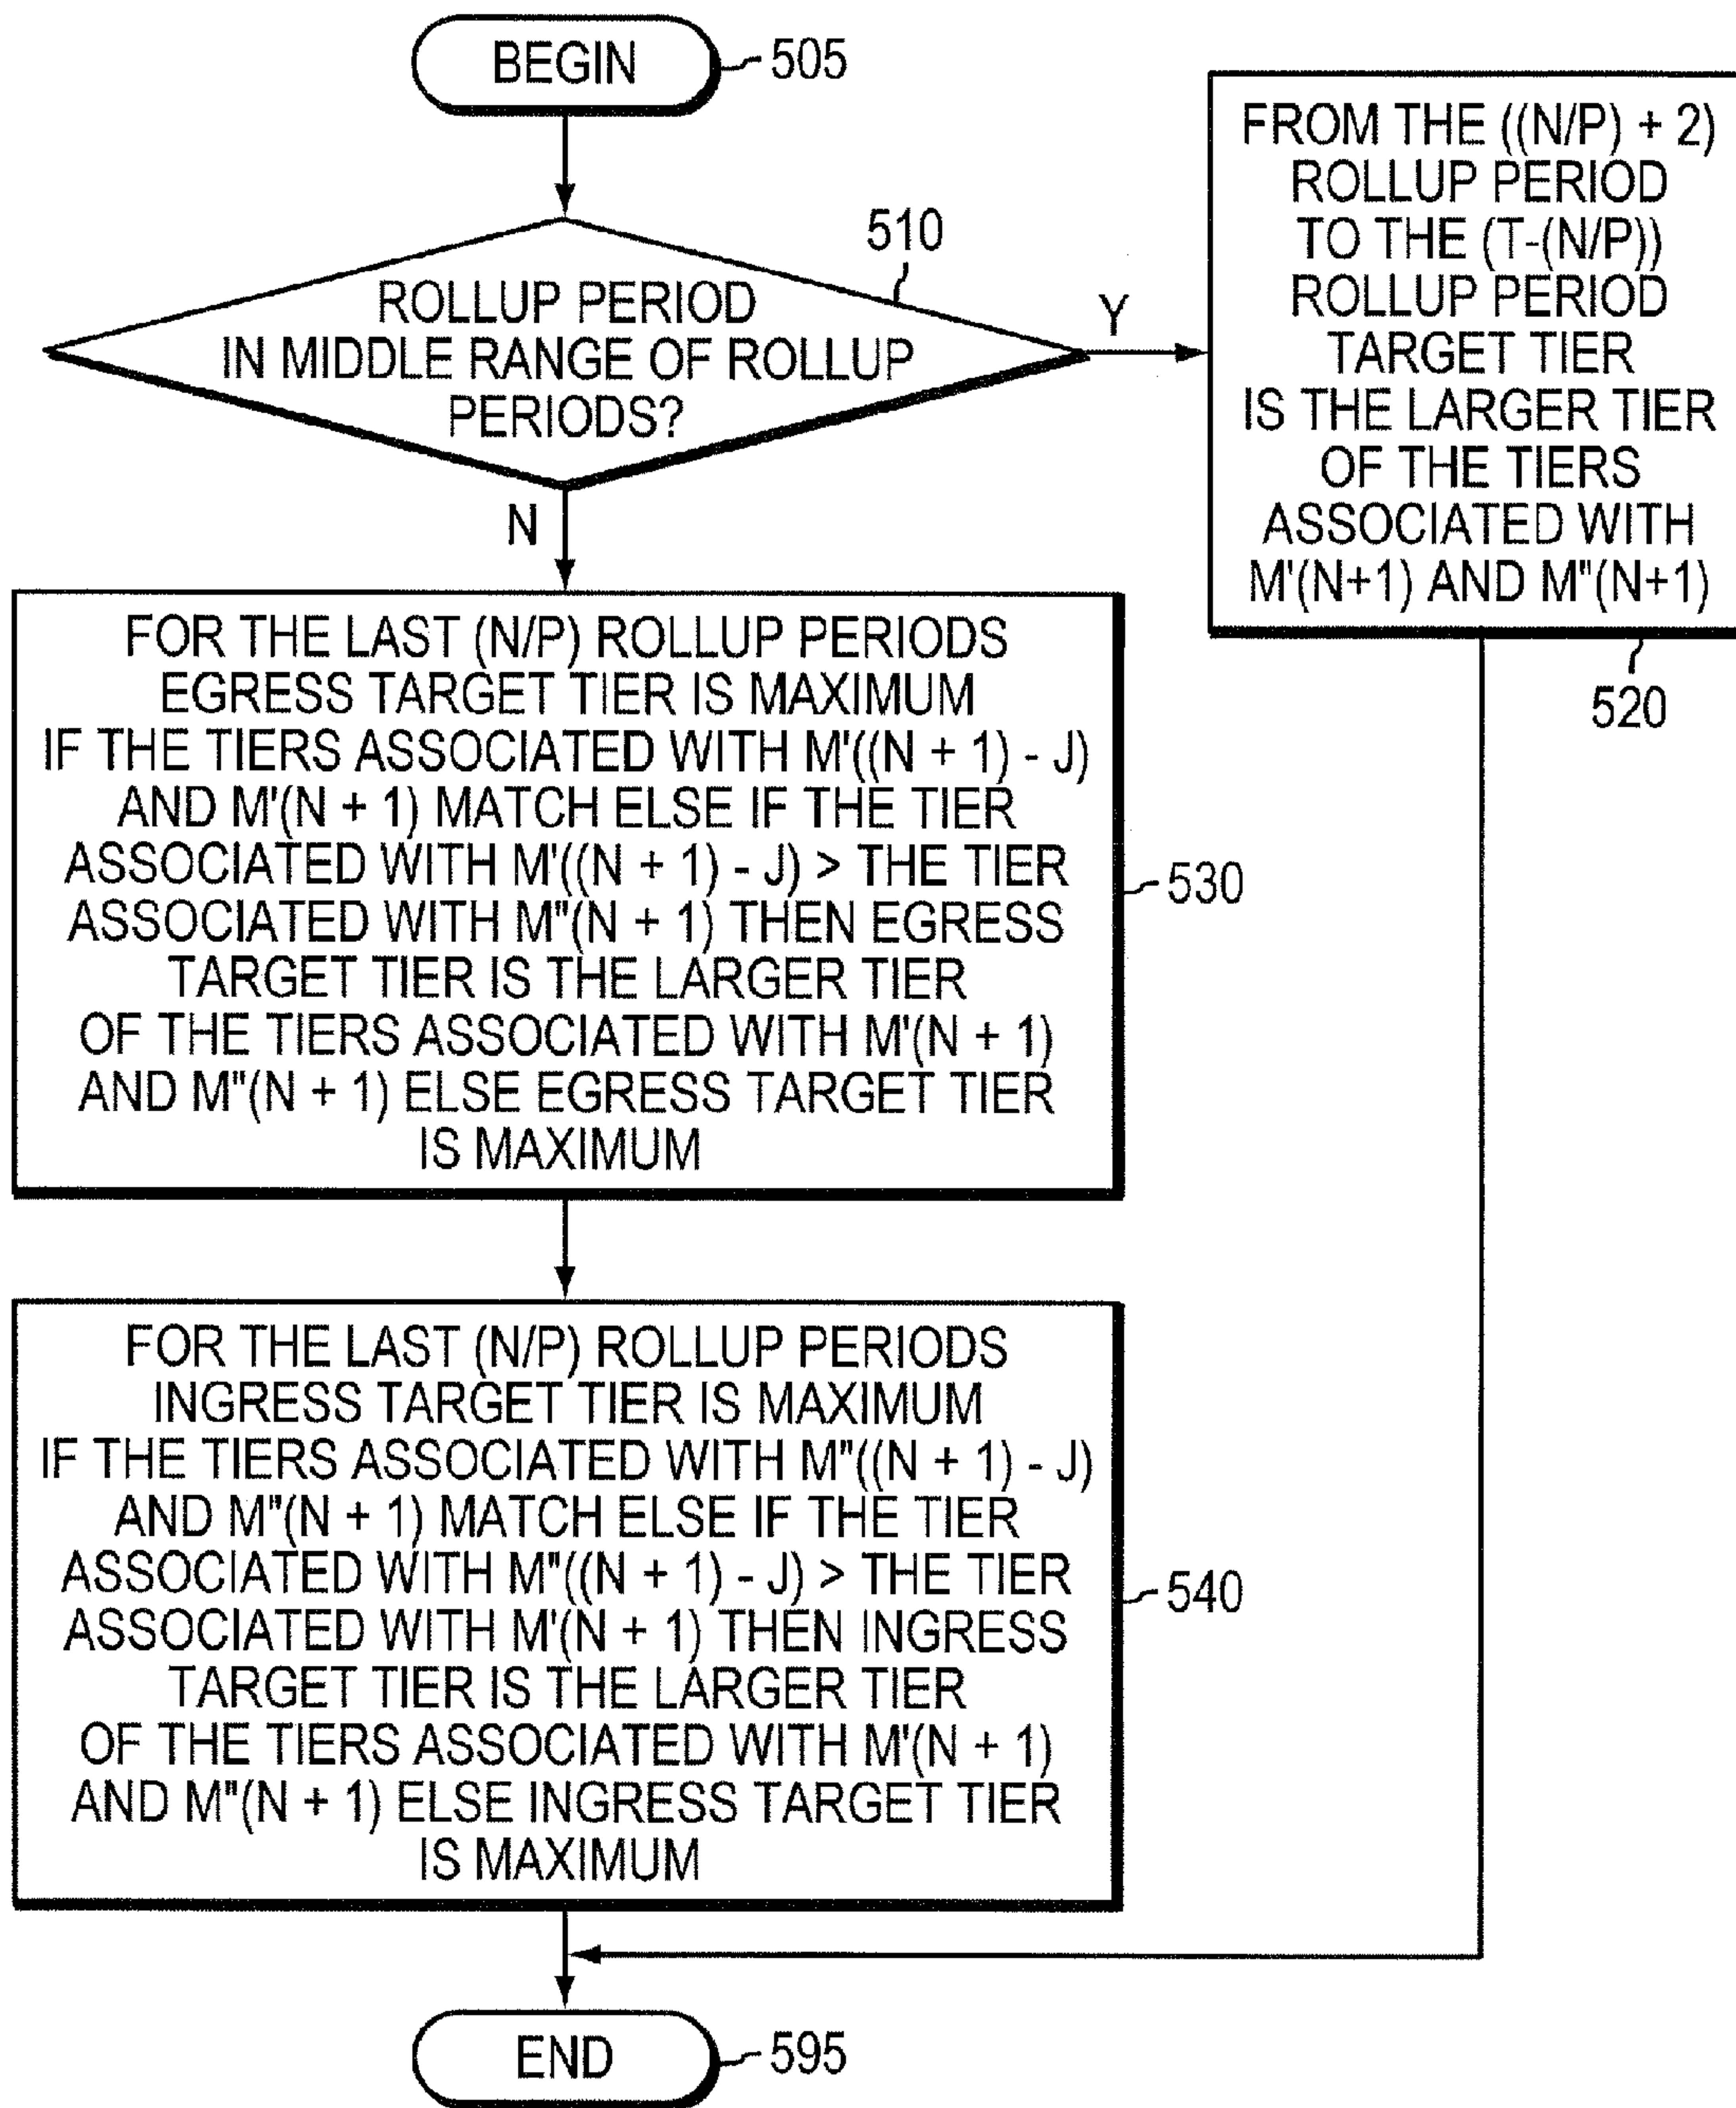 BEGIN
505
510
ROLLUP PERIOD
IN MIDDLE RANGE OF ROLLUP
PERIODS?
Y
N
FROM THE ((N/P) + 2)
ROLLUP PERIOD
TO THE (T-(N/P))
ROLLUP PERIOD
TARGET TIER
IS THE LARGER TIER
OF THE TIERS
ASSOCIATED WITH
M'(N+1) AND M"(N+1)
520
FOR THE LAST (N/P) ROLLUP PERIODS
EGRESS TARGET TIER IS MAXIMUM
IF THE TIERS ASSOCIATED WITH M'((N + 1) - J)
AND M'(N + 1) MATCH ELSE IF THE TIER
ASSOCIATED WITH M'((N + 1) - J) > THE TIER
ASSOCIATED WITH M"(N + 1) THEN EGRESS
TARGET TIER IS THE LARGER TIER
OF THE TIERS ASSOCIATED WITH M'(N + 1)
AND M"(N + 1) ELSE EGRESS TARGET TIER
IS MAXIMUM
530
FOR THE LAST (N/P) ROLLUP PERIODS
INGRESS TARGET TIER IS MAXIMUM
IF THE TIERS ASSOCIATED WITH M"((N + 1) - J)
AND M"(N + 1) MATCH ELSE IF THE TIER
ASSOCIATED WITH M"((N + 1) - J) > THE TIER
ASSOCIATED WITH M'(N + 1) THEN INGRESS
TARGET TIER IS THE LARGER TIER
OF THE TIERS ASSOCIATED WITH M'(N + 1)
AND M"(N + 1) ELSE INGRESS TARGET TIER
IS MAXIMUM
540
END
595